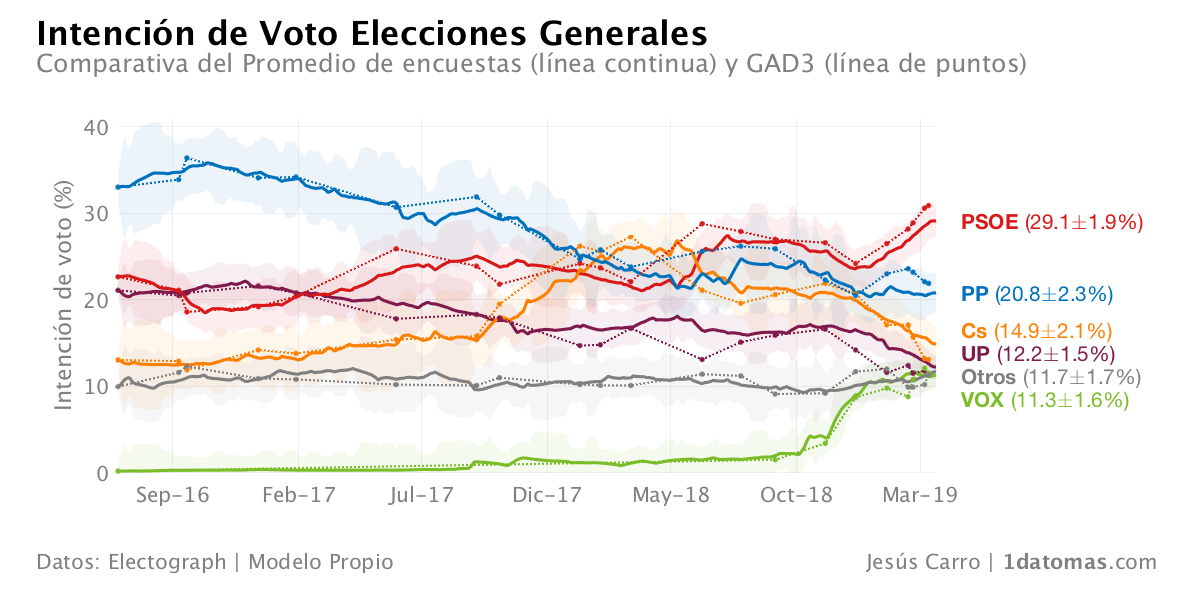 Intención de Voto Elecciones Generales
Comparativa del Promedio de encuestas (línea continua) y GAD3 (línea de puntos)
Intención de voto (%)
40
30
20
10
0
Sep-16 Feb-17 Jul-17 Dic-17 May-18 Oct-18 Mar-19
PSOE (29.1±1.9%)
PP (20.8±2.3%)
Cs (14.9±2.1%)
UP (12.2±1.5%)
Otros (11.7±1.7%)
VOX (11.3±1.6%)
Datos: Electograph | Modelo Propio
Jesús Carro | 1datomas.com